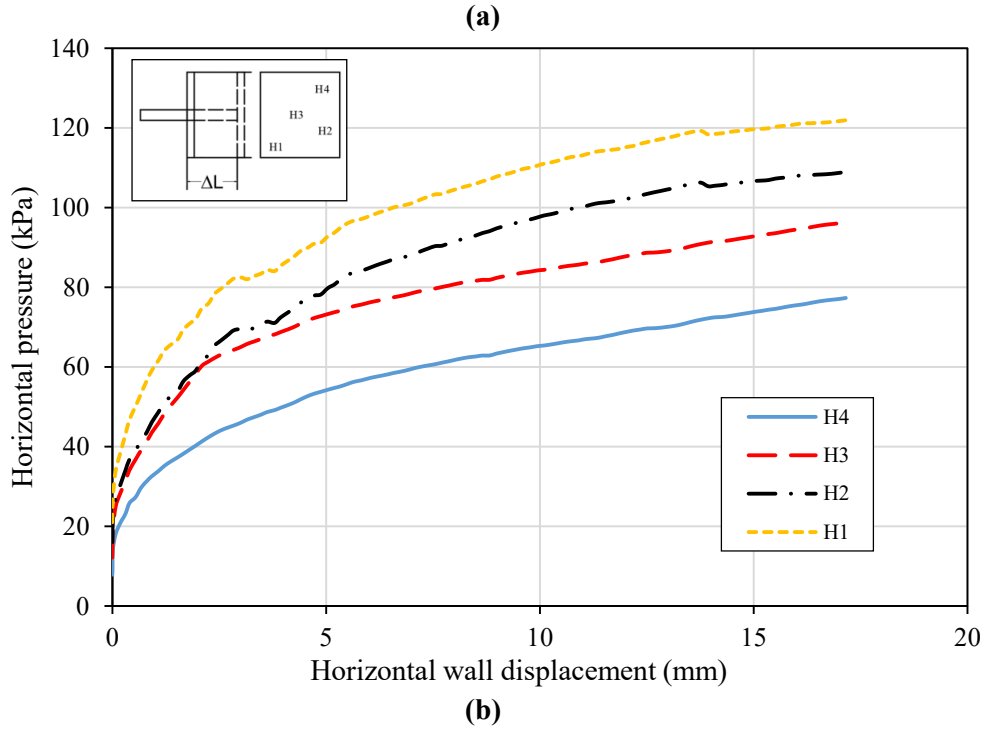 (a)
140
120
100
80
60
40
20
0
Horizontal pressure (kPa)
H4
H3
H2
H1
ΔL
H4
H3
H2
H1
0 5 10 15 20
Horizontal wall displacement (mm)
(b)